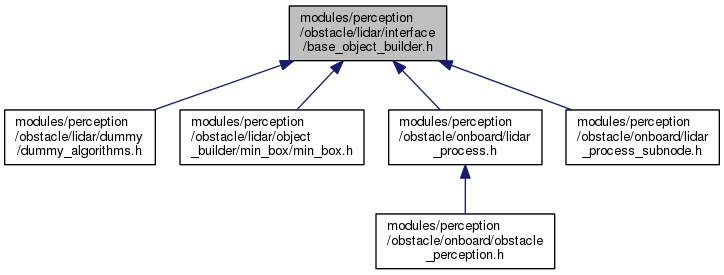 modules/perception
/obstacle/lidar/interface
/base_object_builder.h
modules/perception
/obstacle/lidar/dummy
/dummy_algorithms.h
modules/perception
/obstacle/lidar/object
_builder/min_box/min_box.h
modules/perception
/obstacle/onboard/lidar
_process.h
modules/perception
/obstacle/onboard/lidar
_process_subnode.h
modules/perception
/obstacle/onboard/obstacle
_perception.h